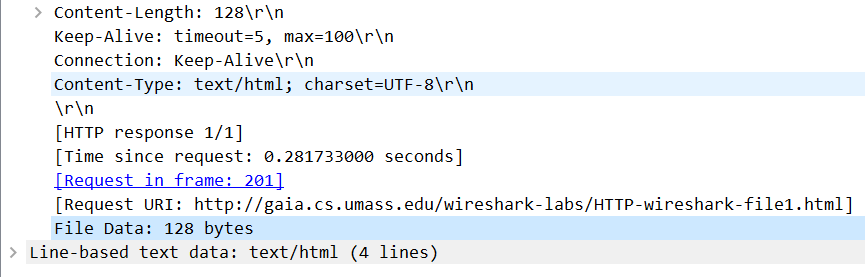 Content-Length: 128\r\n
Keep-Alive: timeout=5, max=100\r\n
Connection: Keep-Alive\r\n
Content-Type: text/html; charset=UTF-8\r\n
\r\n
[HTTP response 1/1]
[Time since request: 0.281733000 seconds]
[Request in frame: 201]
[Request URI: http://gaia.cs.umass.edu/wireshark-labs/HTTP-wireshark-file1.html]
File Data: 128 bytes
Line-based text data: text/html (4 lines)